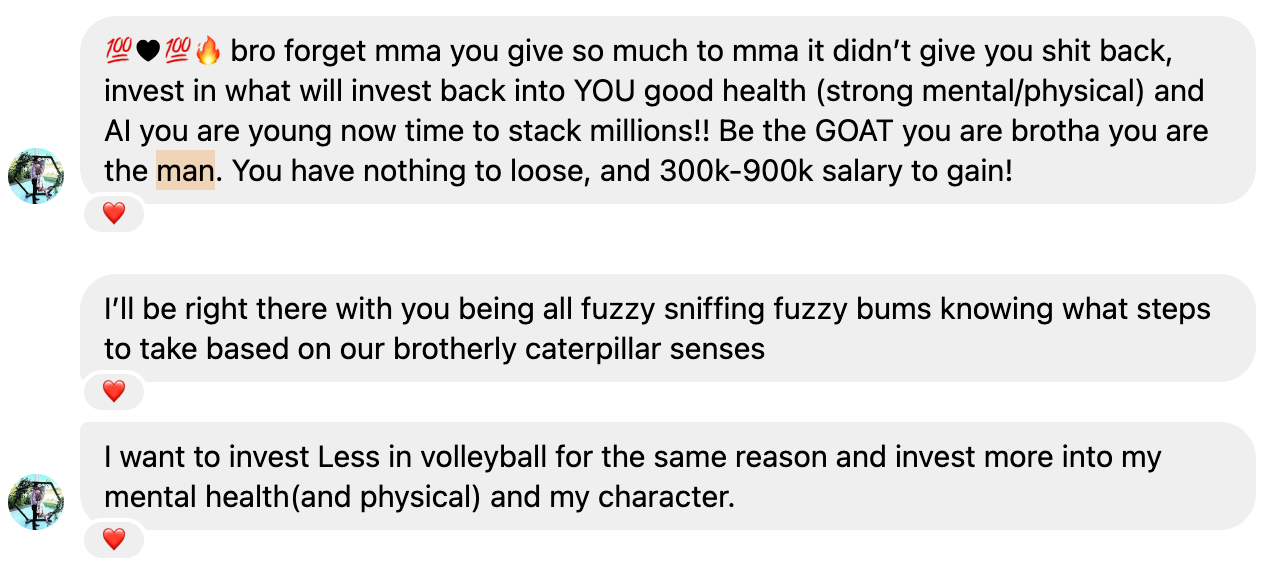 💯🖤💯🔥 bro forget mma you give so much to mma it didn’t give you shit back,
invest in what will invest back into YOU good health (strong mental/physical) and
AI you are young now time to stack millions!! Be the GOAT you are brotha you are
the man. You have nothing to loose, and 300k-900k salary to gain!
❤️
I’ll be right there with you being all fuzzy sniffing fuzzy bums knowing what steps
to take based on our brotherly caterpillar senses
❤️
I want to invest Less in volleyball for the same reason and invest more into my
mental health(and physical) and my character.
❤️